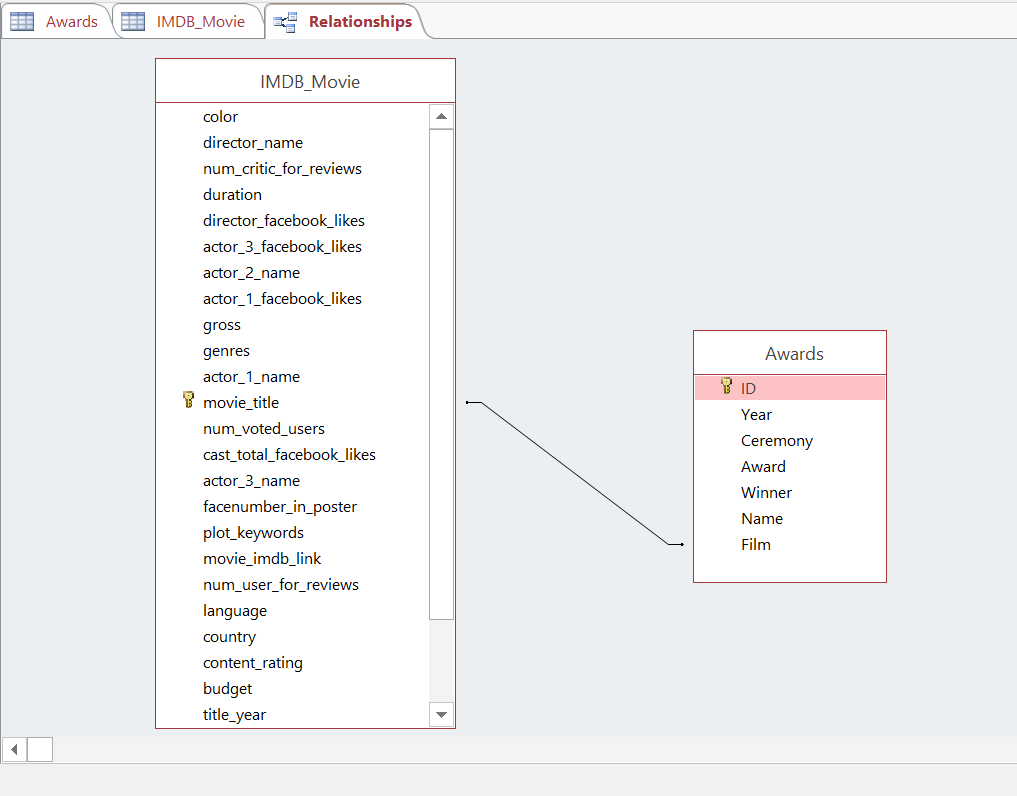 Awards
IMDB_Movie
Relationships
IMDB_Movie
color
director_name
num_critic_for_reviews
duration
director_facebook_likes
actor_3_facebook_likes
actor_2_name
actor_1_facebook_likes
gross
genres
actor_1_name
movie_title
num_voted_users
cast_total_facebook_likes
actor_3_name
facenumber_in_poster
plot_keywords
movie_imdb_link
num_user_for_reviews
language
country
content_rating
budget
title_year
Awards
ID
Year
Ceremony
Award
Winner
Name
Film